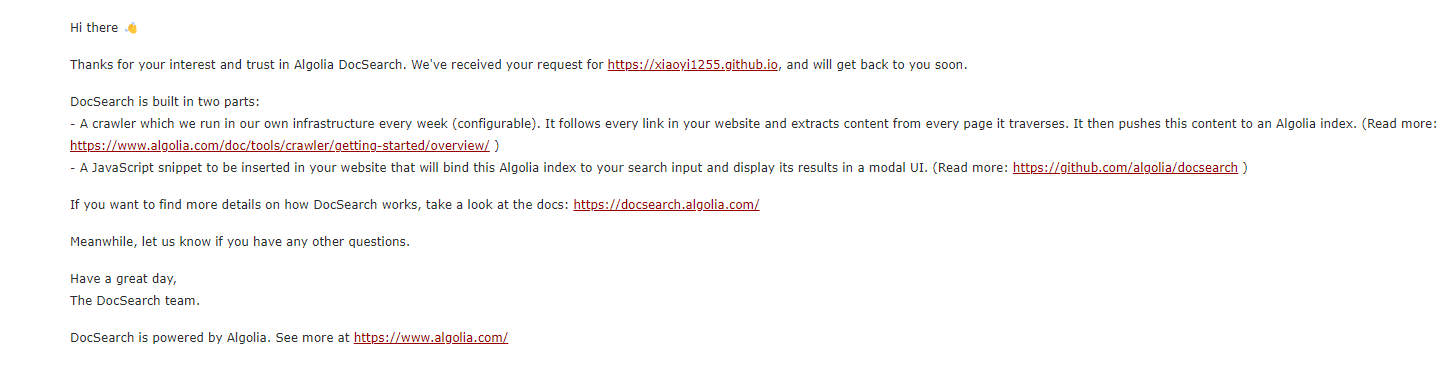 Hi there 👋
Thanks for your interest and trust in Algolia DocSearch. We've received your request for https://xiaoyi1255.github.io, and will get back to you soon.
DocSearch is built in two parts:
- A crawler which we run in our own infrastructure every week (configurable). It follows every link in your website and extracts content from every page it traverses. It then pushes this content to an Algolia index. (Read more:
https://www.algolia.com/doc/tools/crawler/getting-started/overview/ )
- A JavaScript snippet to be inserted in your website that will bind this Algolia index to your search input and display its results in a modal UI. (Read more: https://github.com/algolia/docsearch )
If you want to find more details on how DocSearch works, take a look at the docs: https://docsearch.algolia.com/
Meanwhile, let us know if you have any other questions.
Have a great day,
The DocSearch team.
DocSearch is powered by Algolia. See more at https://www.algolia.com/